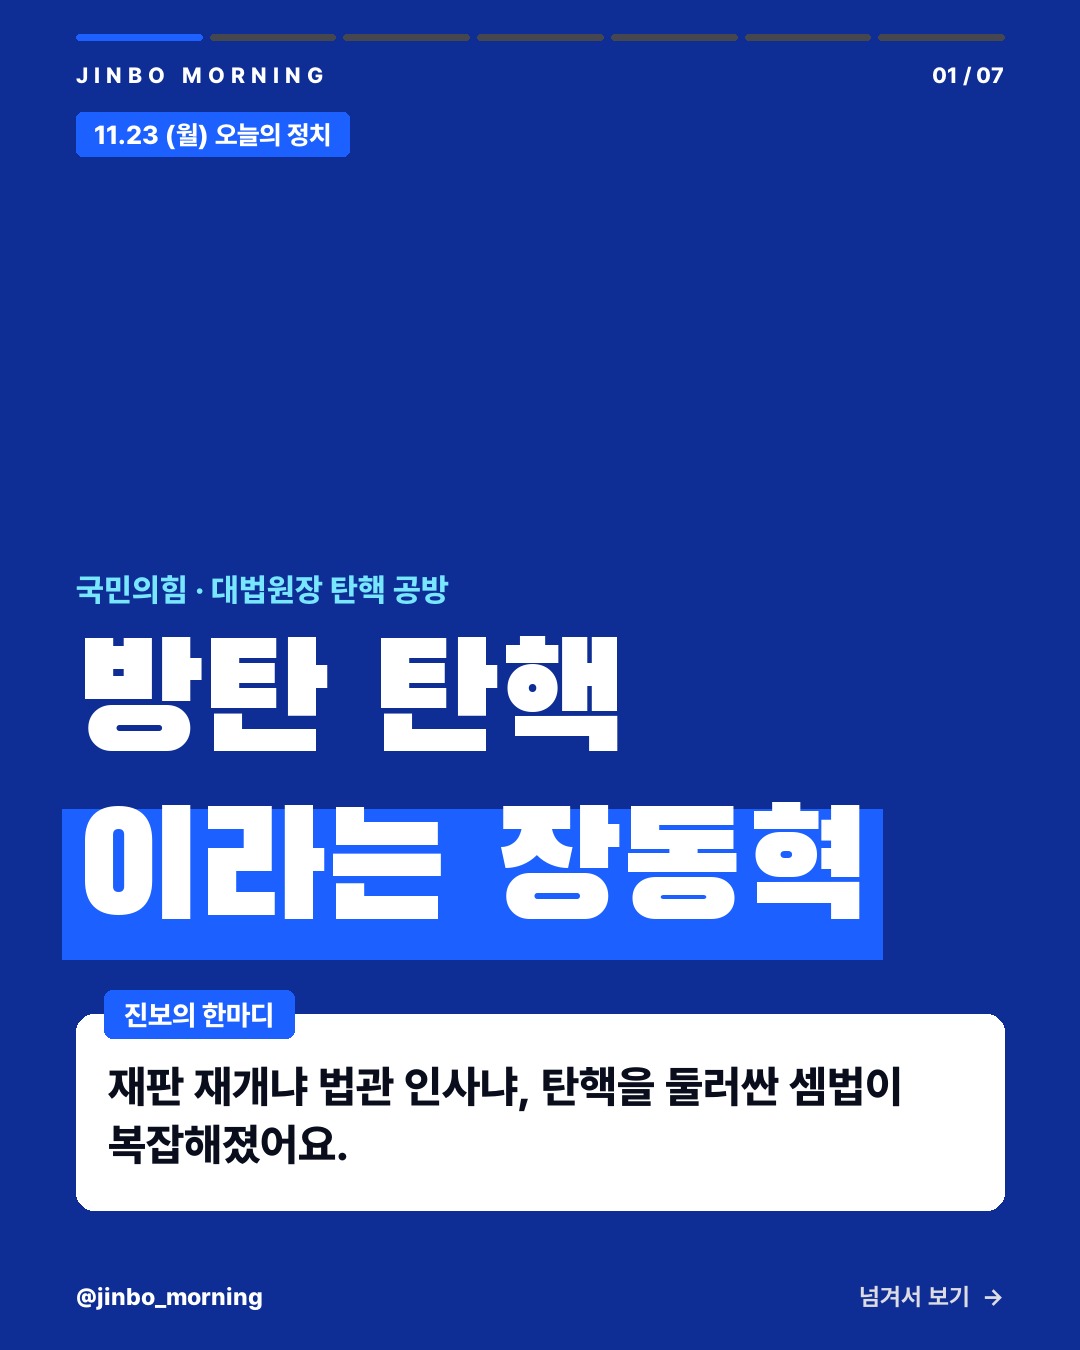 JINBO MORNING
01 / 07
11.23 (월) 오늘의 정치
국민의힘 · 대법원장 탄핵 공방
방탄 탄핵
이라는 장동혁
진보의 한마디
재판 재개냐 법관 인사냐, 탄핵을 둘러싼 셈법이
복잡해졌어요.
@jinbo_morning
넘겨서 보기 →